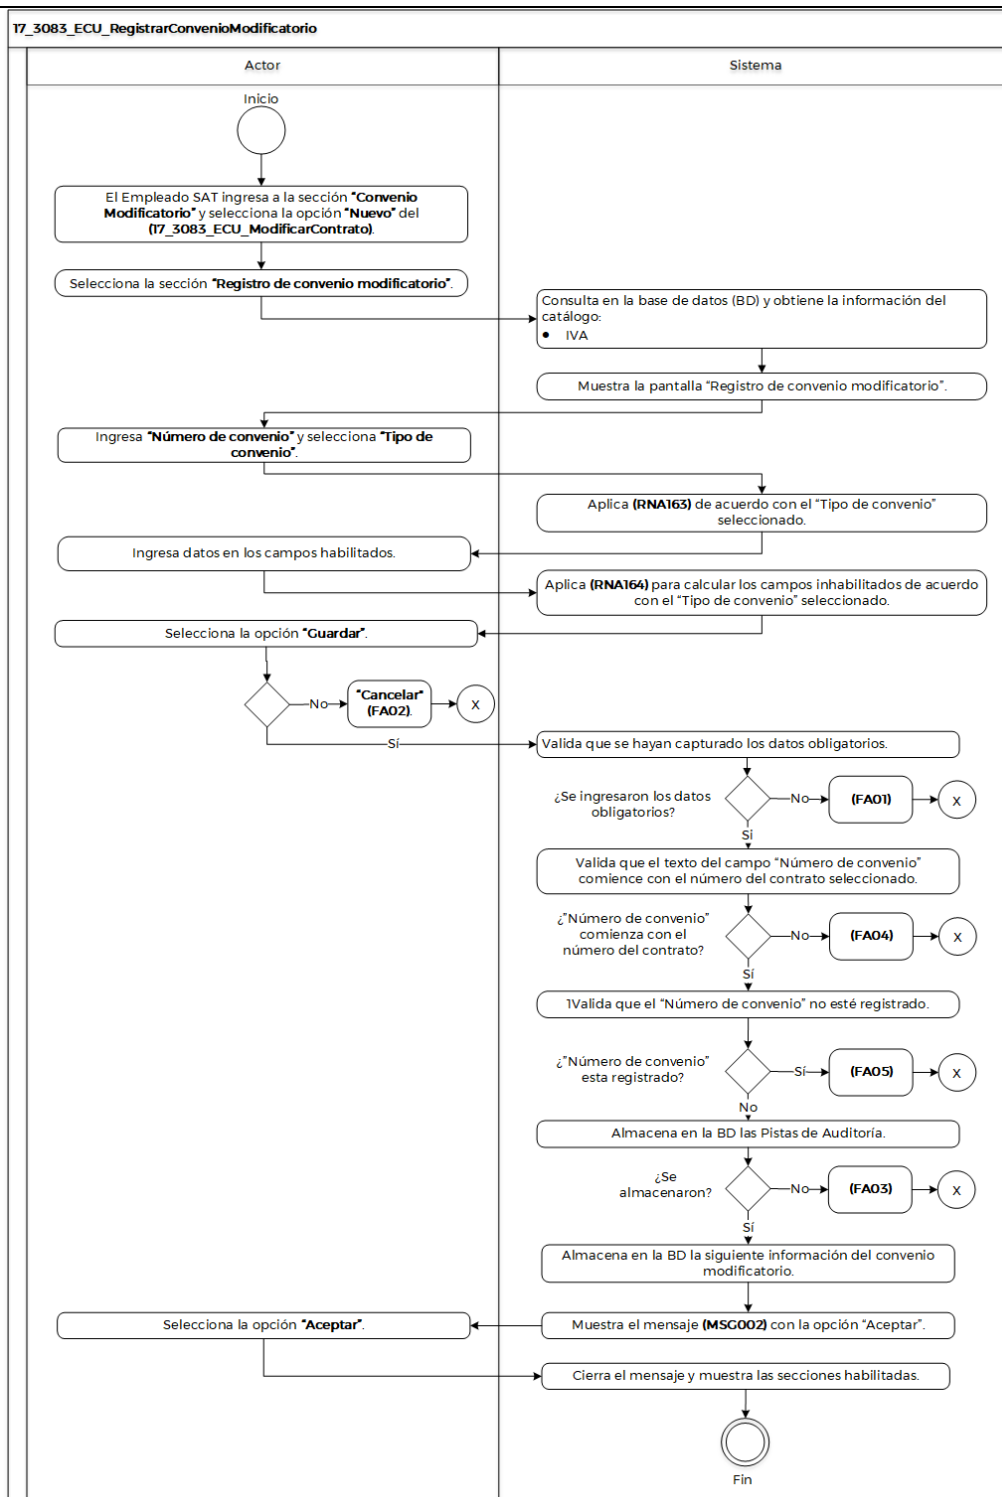 17_3083_ECU_RegistrarConvenioModificatorio
Actor
Sistema
Inicio
El Empleado SAT ingresa a la sección “Convenio
Modificatorio” y selecciona la opción “Nuevo” del
(17_3083_ECU_ModificarContrato).
Selecciona la sección “Registro de convenio modificatorio”.
Consulta en la base de datos (BD) y obtiene la información del
catálogo:
● IVA
Muestra la pantalla “Registro de convenio modificatorio”.
Ingresa “Número de convenio” y selecciona “Tipo de
convenio”.
Aplica (RNA163) de acuerdo con el “Tipo de convenio”
seleccionado.
Ingresa datos en los campos habilitados.
Aplica (RNA164) para calcular los campos inhabilitados de acuerdo
con el “Tipo de convenio” seleccionado.
Selecciona la opción “Guardar”.
No
“Cancelar”
(FA02).
X
Sí
Valida que se hayan capturado los datos obligatorios.
¿Se ingresaron los datos
obligatorios?
No
(FA01)
X
Si
Valida que el texto del campo “Número de convenio”
comience con el número del contrato seleccionado.
¿”Número de convenio”
comienza con el
número del contrato?
No
(FA04)
X
Sí
1Valida que el “Número de convenio” no esté registrado.
¿”Número de convenio”
esta registrado?
Sí
(FA05)
X
No
Almacena en la BD las Pistas de Auditoría.
¿Se
almacenaron?
No
(FA03)
X
Sí
Almacena en la BD la siguiente información del convenio
modificatorio.
Selecciona la opción “Aceptar”.
Muestra el mensaje (MSG002) con la opción “Aceptar”.
Cierra el mensaje y muestra las secciones habilitadas.
Fin